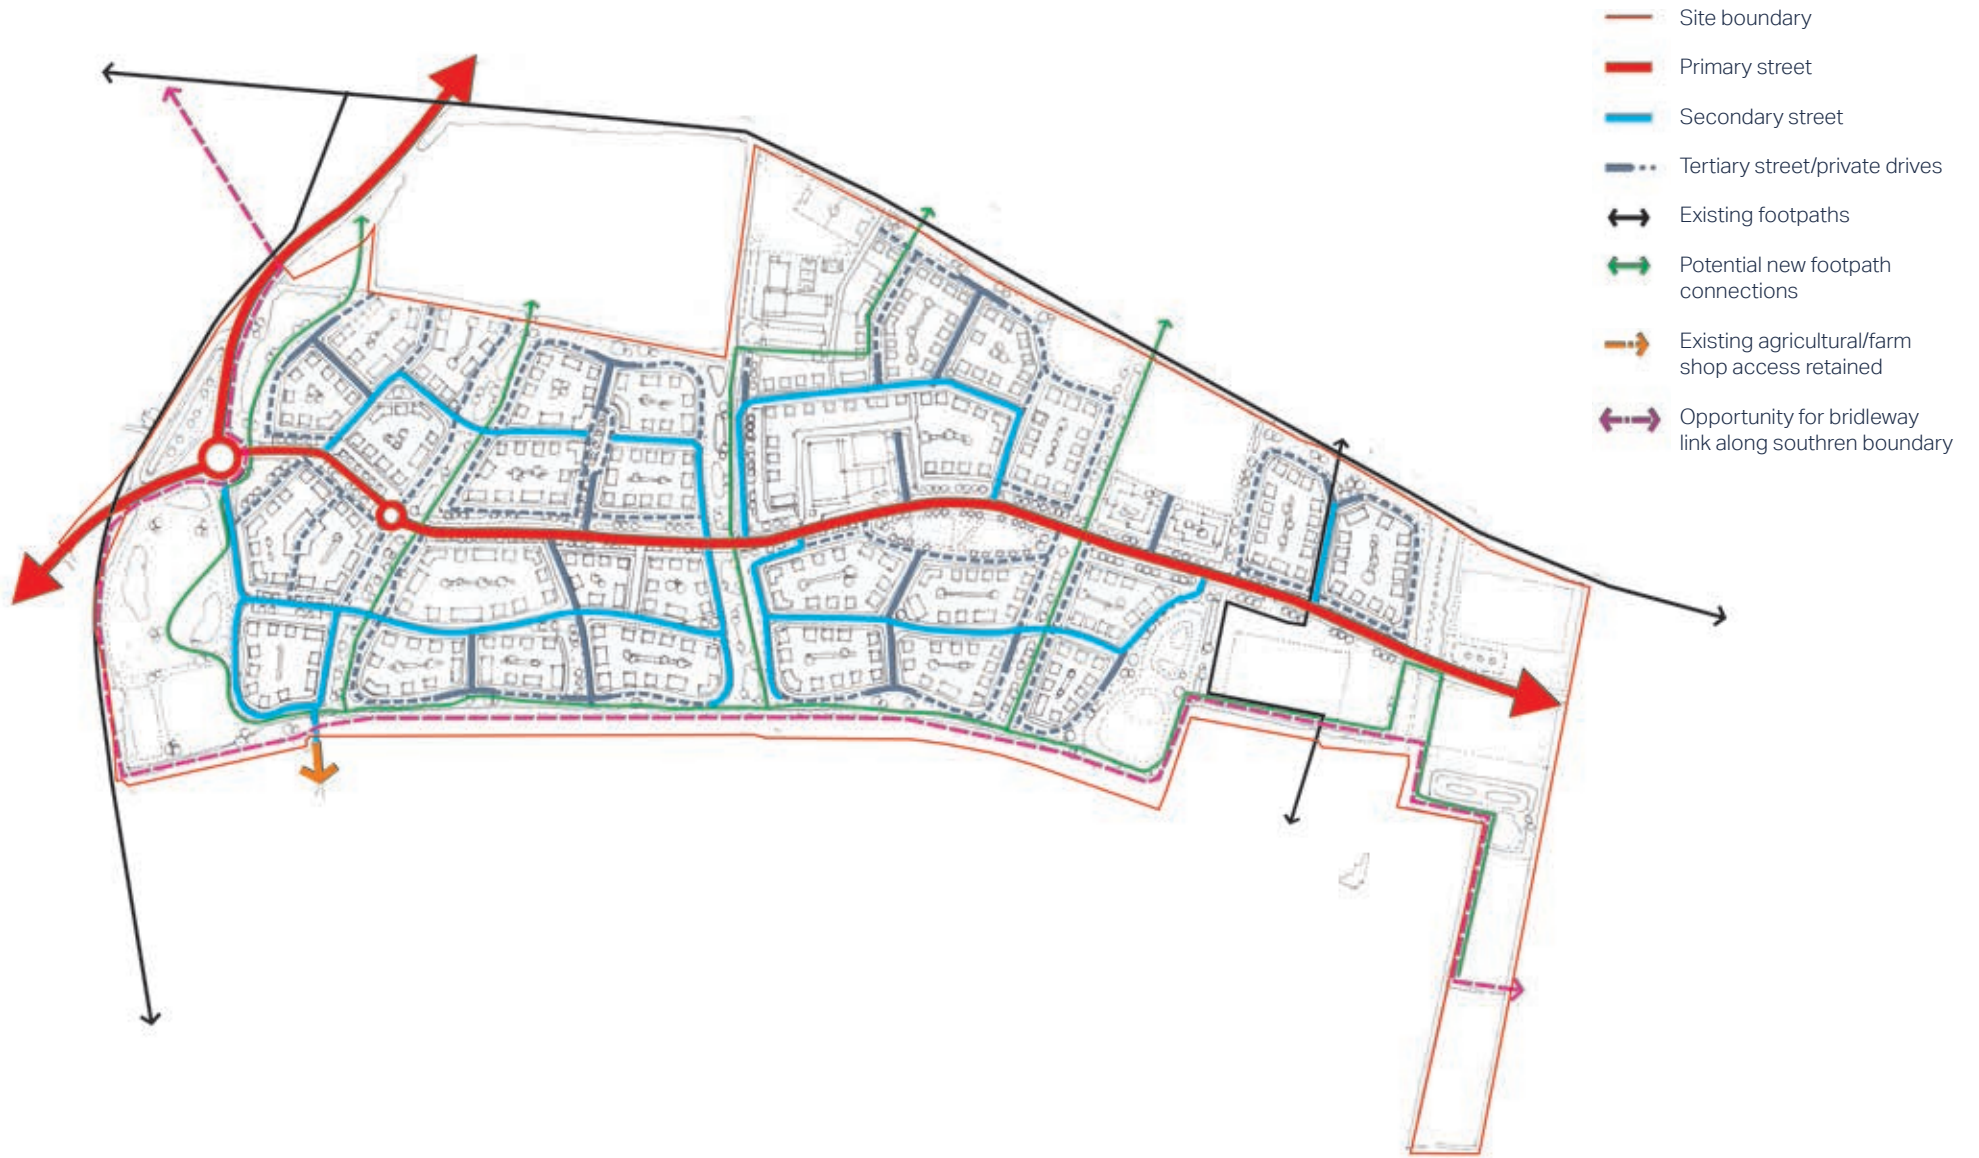 Site boundary
Primary street
Secondary street
Tertiary street/private drives
Existing footpaths
Potential new footpath
connections
Existing agricultural/farm
shop access retained
Opportunity for bridleway
link along southren boundary